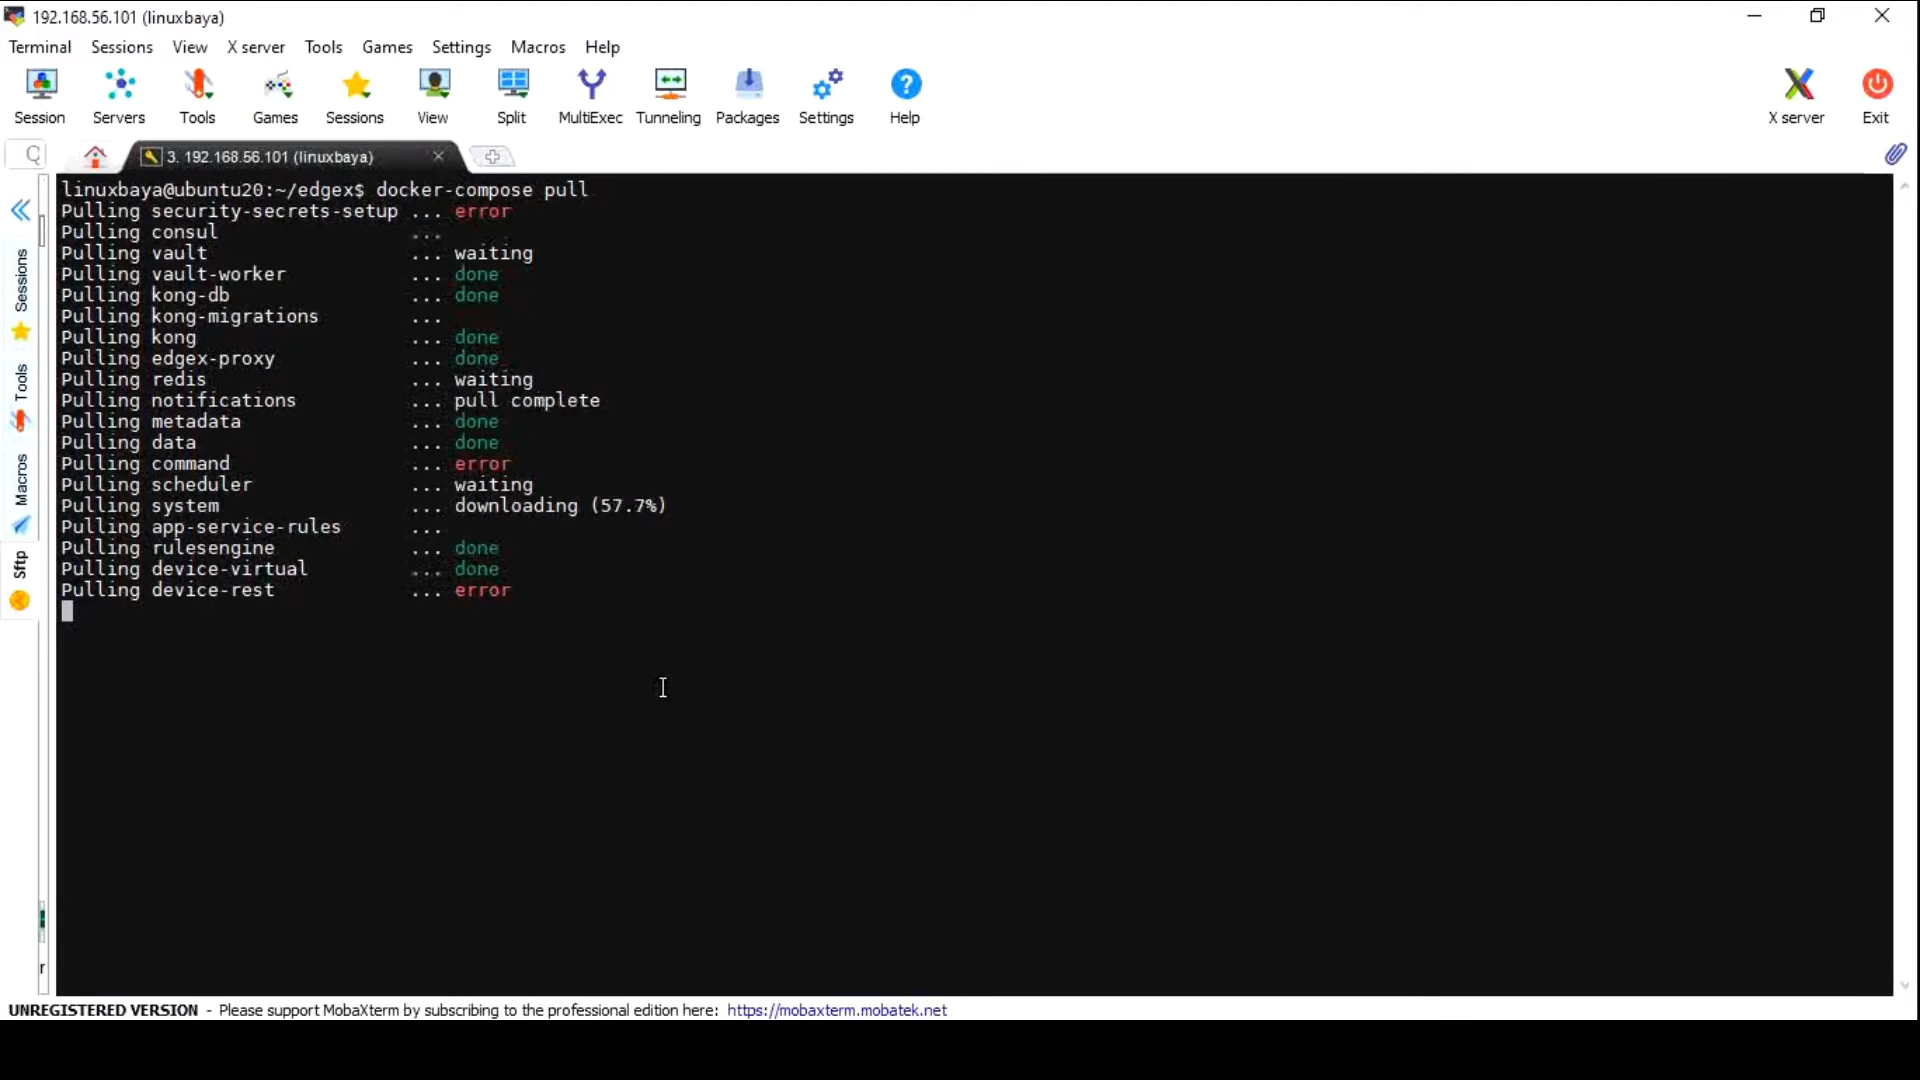 192.168.56.101 (linuxbaya)
Terminal Sessions View X server Tools Games Settings Macros Help
Session Servers Tools Games Sessions View Split MultiExec Tunneling Packages Settings Help X server Exit
3. 192.168.56.101 (linuxbaya)
Sessions
Tools
Macros
Sftp
r
linuxbaya@ubuntu20:~/edgex$ docker-compose pull
Pulling security-secrets-setup ... error
Pulling consul ...
Pulling vault ... waiting
Pulling vault-worker ... done
Pulling kong-db ... done
Pulling kong-migrations ...
Pulling kong ... done
Pulling edgex-proxy ... done
Pulling redis ... waiting
Pulling notifications ... pull complete
Pulling metadata ... done
Pulling data ... done
Pulling command ... error
Pulling scheduler ... waiting
Pulling system ... downloading (57.7%)
Pulling app-service-rules ...
Pulling rulesengine ... done
Pulling device-virtual ... done
Pulling device-rest ... error
UNREGISTERED VERSION - Please support MobaXterm by subscribing to the professional edition here: https://mobaxterm.mobatek.net